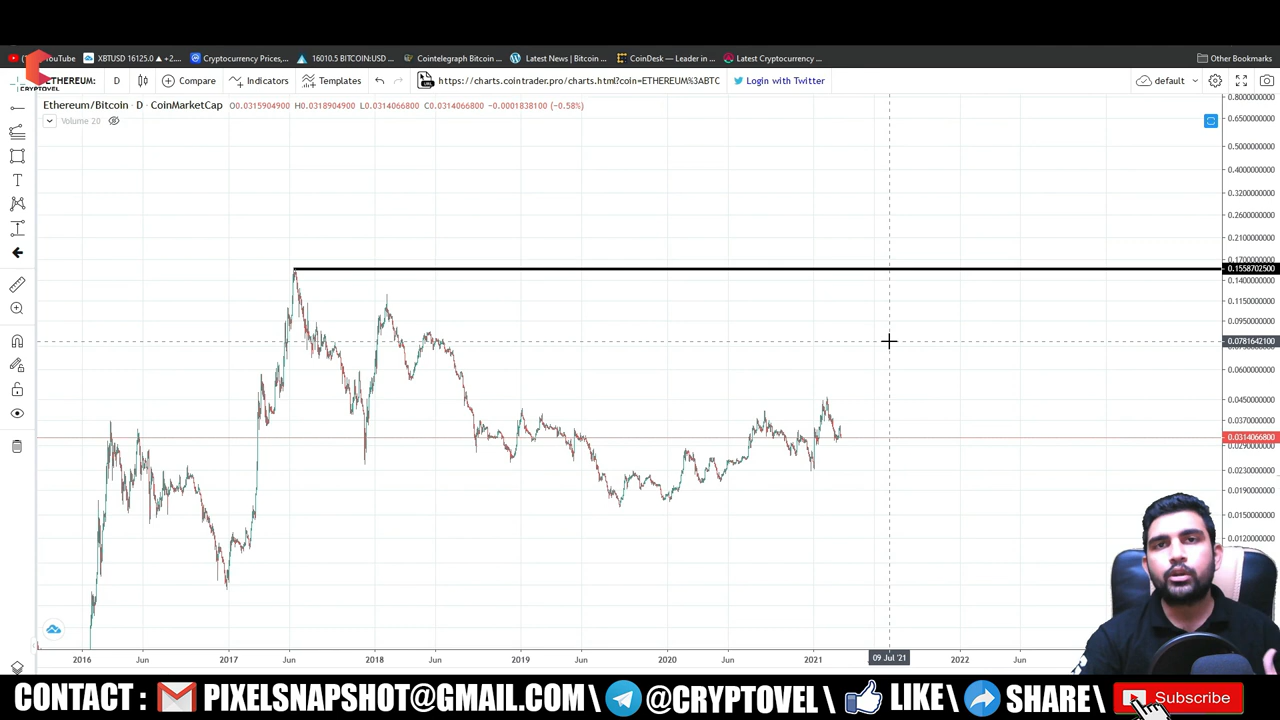 YouTube
XBTUSD 16125.0 ▲ +2...
Cryptocurrency Prices,...
16010.5 BITCOIN:USD ...
Cointelegraph Bitcoin ...
Latest News | Bitcoin ...
CoinDesk — Leader in ...
Latest Cryptocurrency ...
Other Bookmarks
CRYPTOVEL
ETHEREUM:
D
Compare
Indicators
Templates
https://charts.cointrader.pro/charts.html?coin=ETHEREUM%3ABTC
Login with Twitter
default
Ethereum/Bitcoin · D · CoinMarketCap O0.0315904900 H0.0318904900 L0.0314066800 C0.0314066800 -0.0001838100 (-0.58%)
Volume 20
0.8000000000
0.6500000000
0.5000000000
0.4000000000
0.3200000000
0.2600000000
0.2100000000
0.1700000000
0.1558702500
0.1400000000
0.1150000000
0.0950000000
0.0781642100
0.0600000000
0.0450000000
0.0370000000
0.0314066800
0.0290000000
0.0230000000
0.0190000000
0.0150000000
0.0120000000
2016 Jun 2017 Jun 2018 Jun 2019 Jun 2020 Jun 2021 09 Jul '21 2022 Jun
CONTACT : PIXELSNAPSHOT@GMAIL.COM \ @CRYPTOVEL \ LIKE \ SHARE \ Subscribe